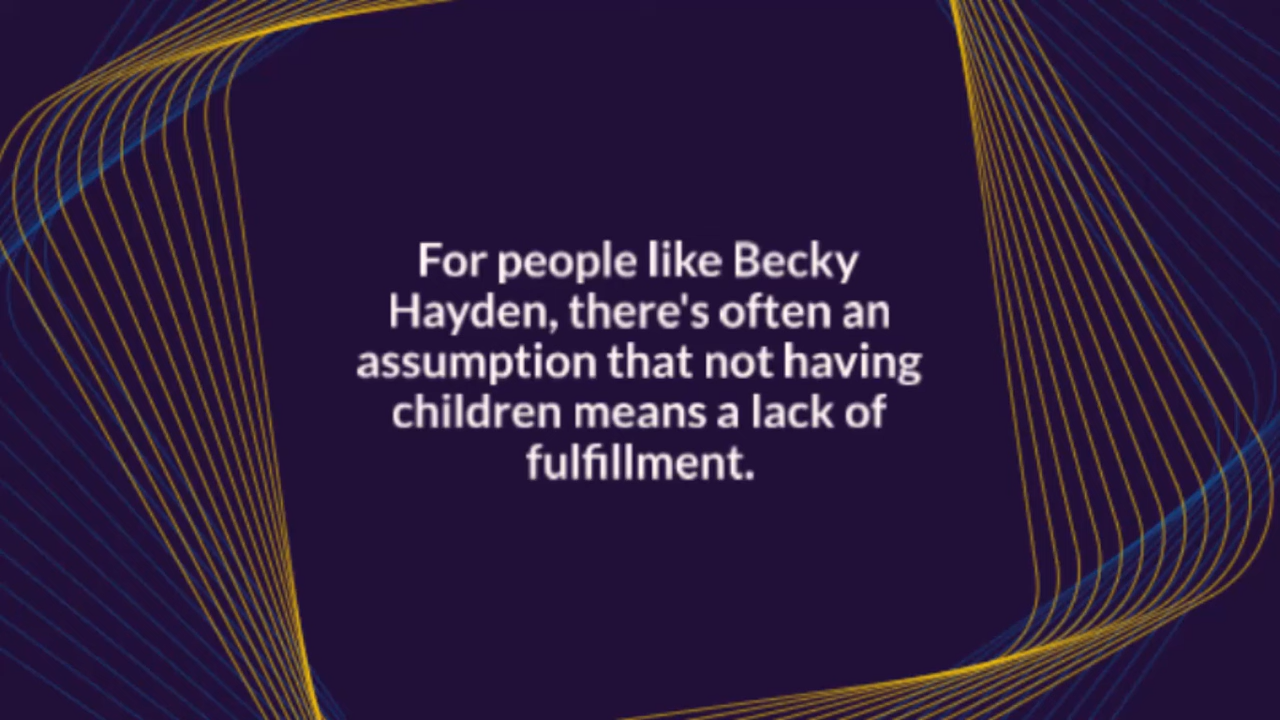 For people like Becky
Hayden, there's often an
assumption that not having
children means a lack of
fulfillment.